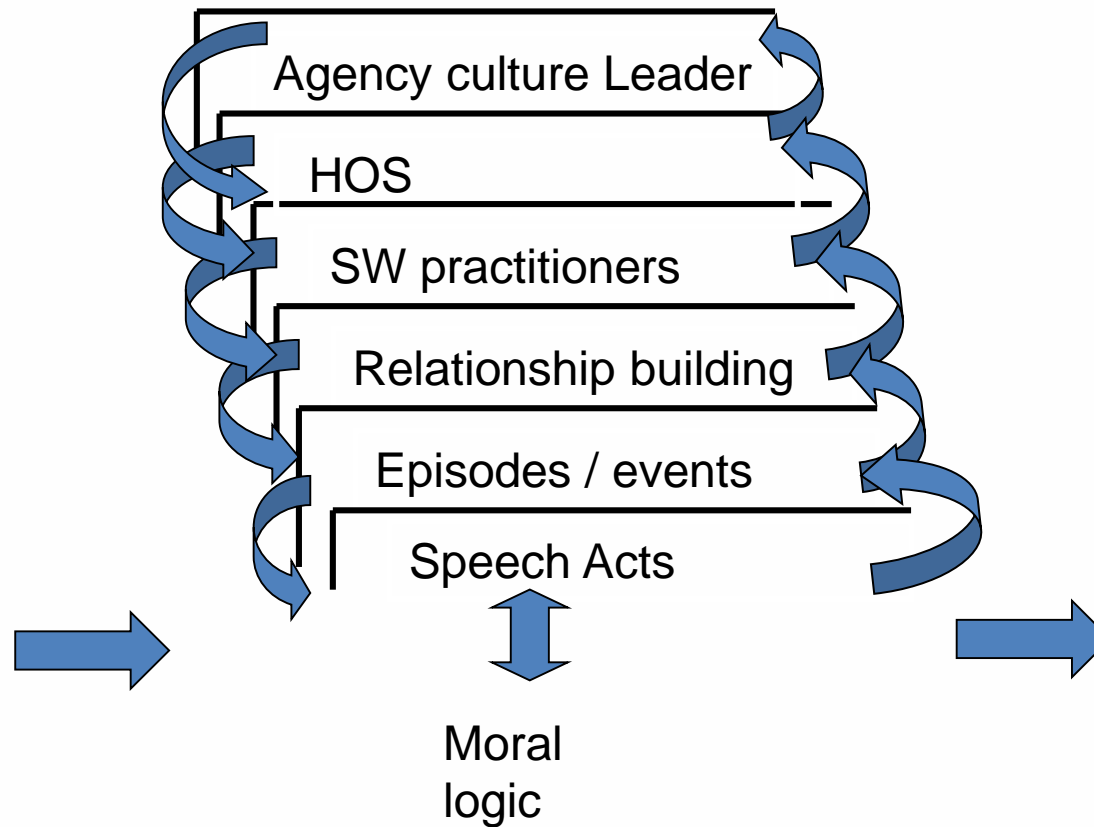 Agency culture Leader
HOS
SW practitioners
Relationship building
Episodes / events
Speech Acts
Moral
logic